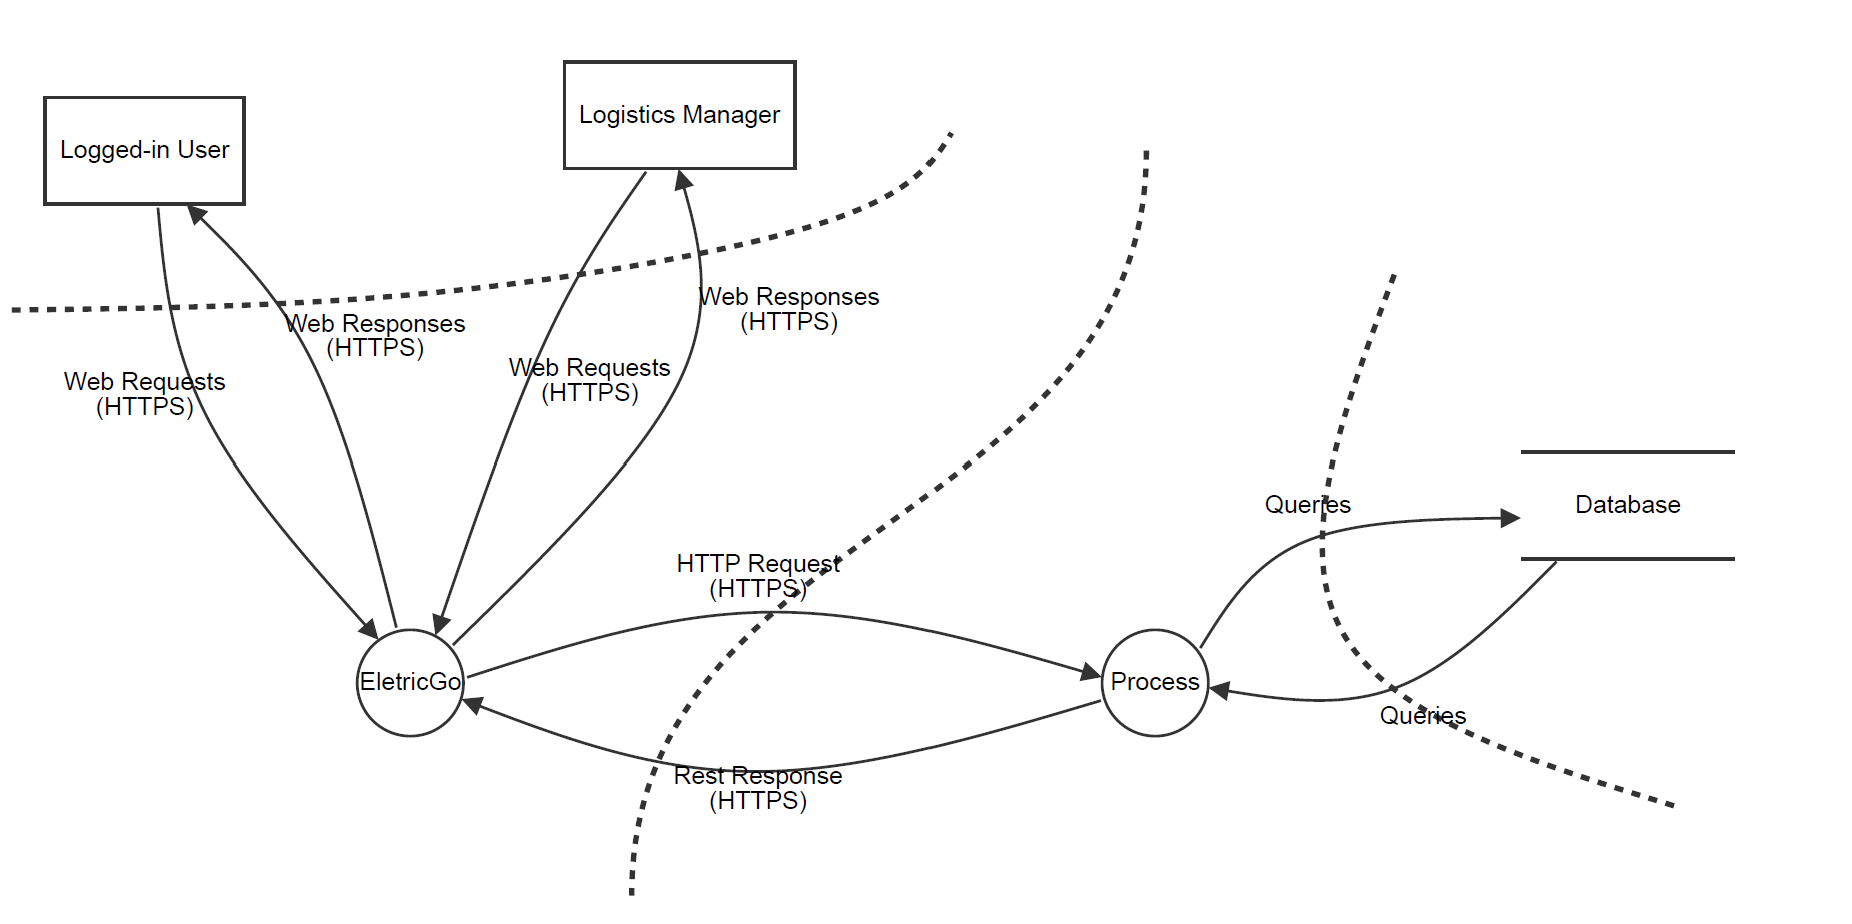 Logistics Manager
Logged-in User
Web Responses
(HTTPS)
Web Responses
(HTTPS)
Web Requests
(HTTPS)
Web Requests
(HTTPS)
Queries
Database
HTTP Request
(HTTPS)
EletricGo
Process
Queries
Rest Response
(HTTPS)